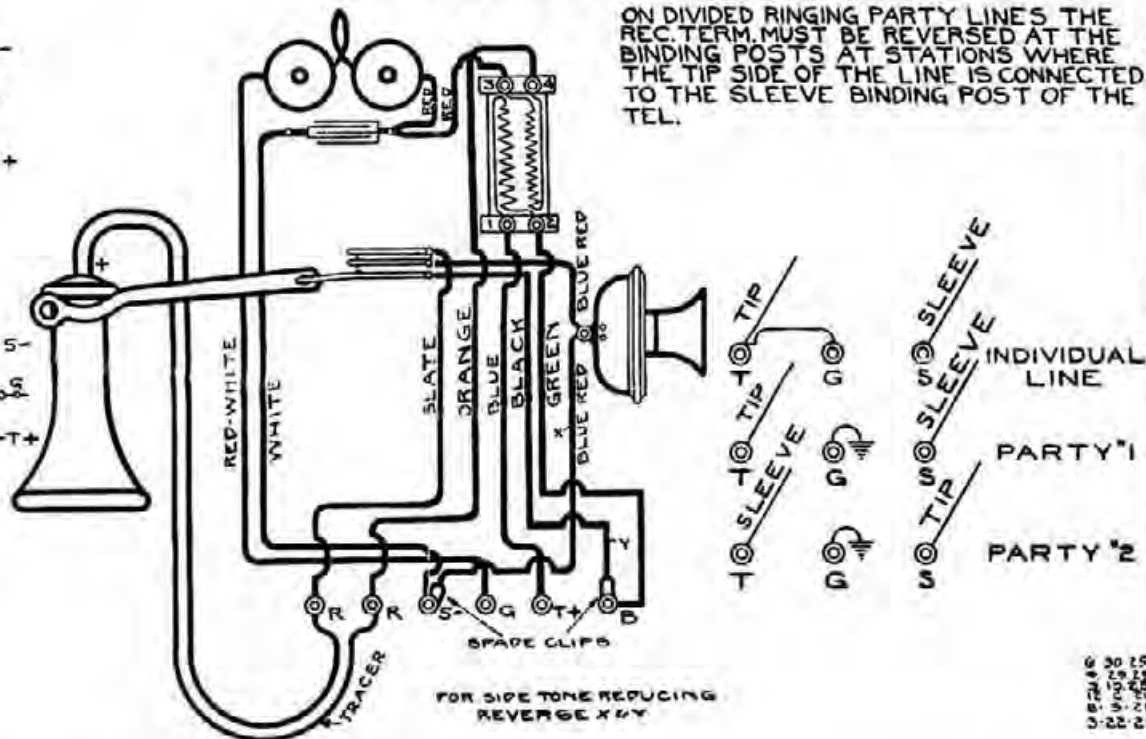 ON DIVIDED RINGING PARTY LINES THE
REC. TERM. MUST BE REVERSED AT THE
BINDING POSTS AT STATIONS WHERE
THE TIP SIDE OF THE LINE IS CONNECTED
TO THE SLEEVE BINDING POST OF THE
TEL.
-
+
RED
RED
3
4
1
2
BLUE RED
+
S-
-T+
RED-WHITE
WHITE
SLATE
ORANGE
BLUE
BLACK
GREEN
X
BLUE RED
Y
R
R
S-
G
T+
B
SPADE CLIPS
TRACER
FOR SIDE TONE REDUCING
REVERSE X & Y
TIP
SLEEVE
T
G
S
INDIVIDUAL
LINE
TIP
SLEEVE
T
G
S
PARTY #1
SLEEVE
TIP
T
G
S
PARTY #2